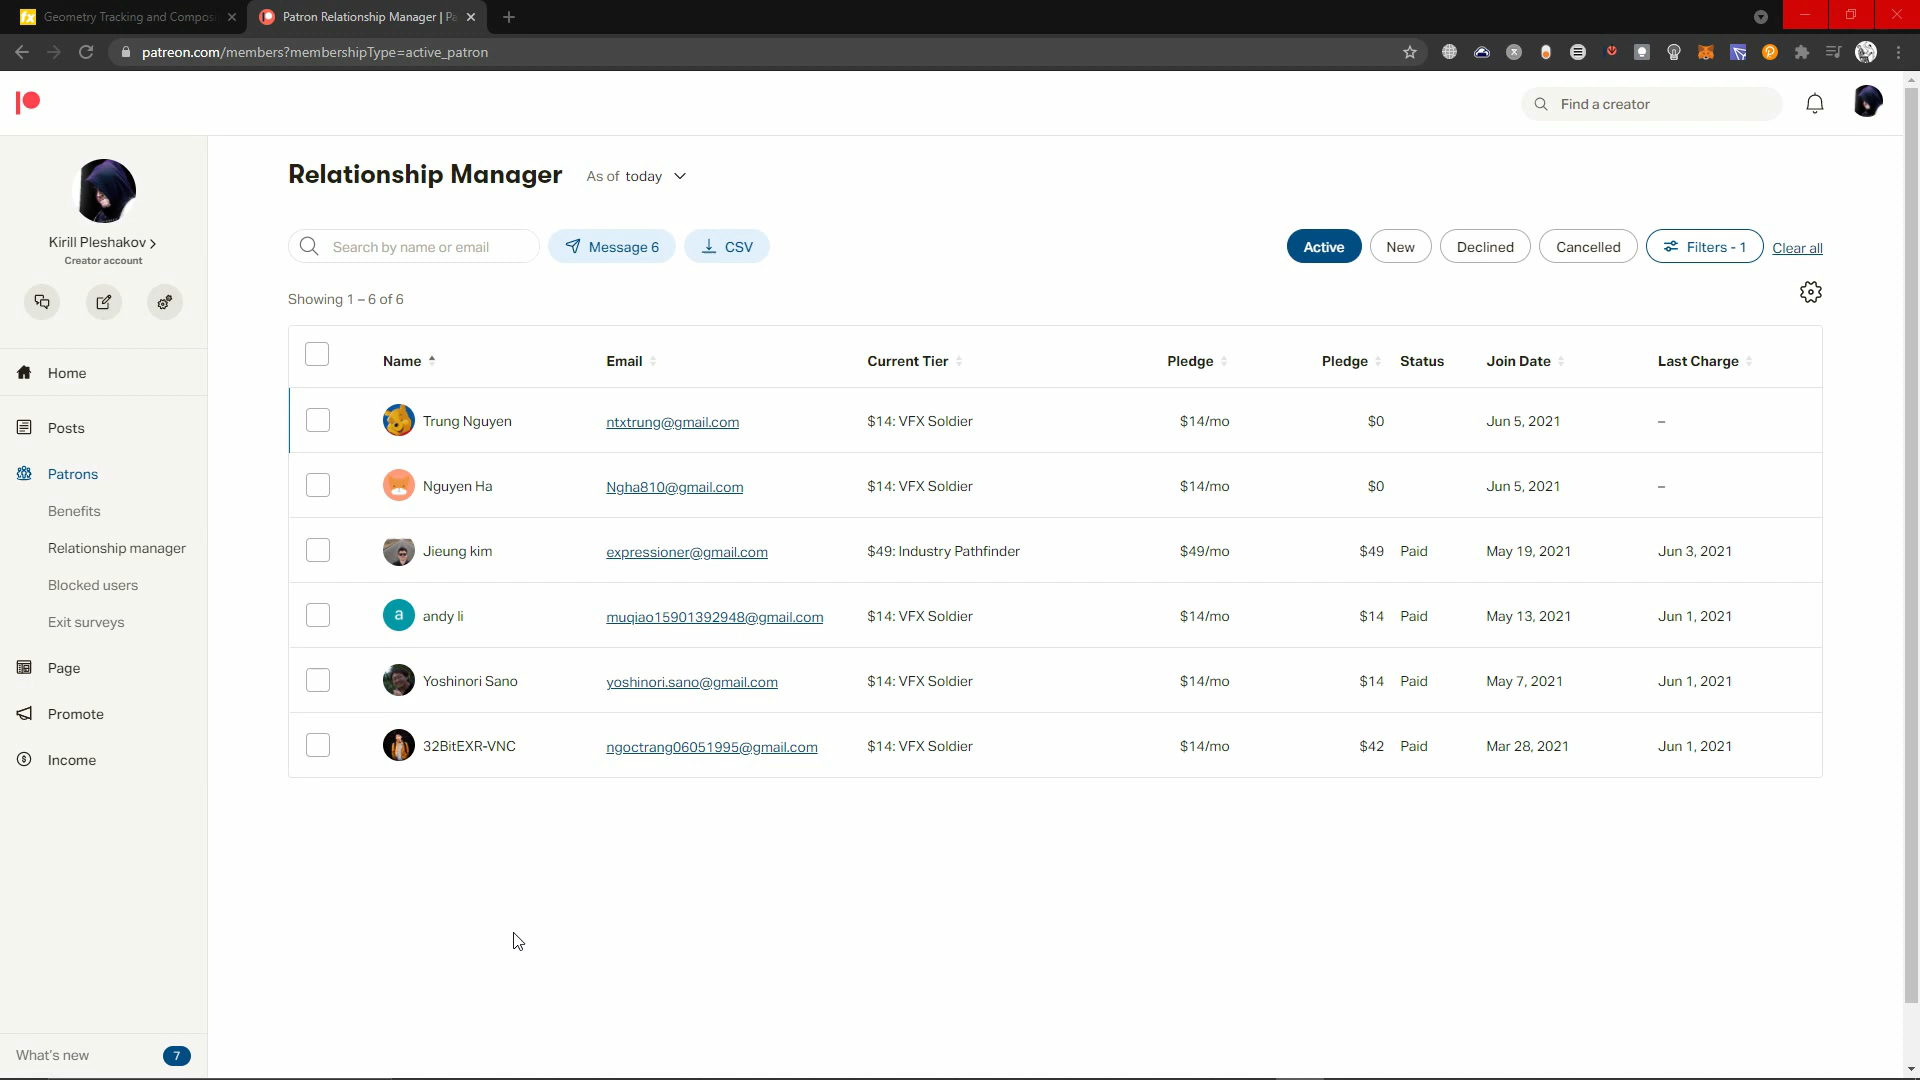 Geometry Tracking and Compos
Patron Relationship Manager | Pa
patreon.com/members?membershipType=active_patron
Find a creator
Kirill Pleshakov
Creator account
Home
Posts
Patrons
Benefits
Relationship manager
Blocked users
Exit surveys
Page
Promote
Income
What's new 7
Relationship Manager As of today
Search by name or email Message 6 CSV Active New Declined Cancelled Filters - 1 Clear all
Showing 1 – 6 of 6
Name Email Current Tier Pledge Pledge Status Join Date Last Charge
Trung Nguyen ntxtrung@gmail.com $14: VFX Soldier $14/mo $0 Jun 5, 2021 –
Nguyen Ha Ngha810@gmail.com $14: VFX Soldier $14/mo $0 Jun 5, 2021 –
Jieung kim expressioner@gmail.com $49: Industry Pathfinder $49/mo $49 Paid May 19, 2021 Jun 3, 2021
a andy li muqiao15901392948@gmail.com $14: VFX Soldier $14/mo $14 Paid May 13, 2021 Jun 1, 2021
Yoshinori Sano yoshinori.sano@gmail.com $14: VFX Soldier $14/mo $14 Paid May 7, 2021 Jun 1, 2021
32BitEXR-VNC ngoctrang06051995@gmail.com $14: VFX Soldier $14/mo $42 Paid Mar 28, 2021 Jun 1, 2021